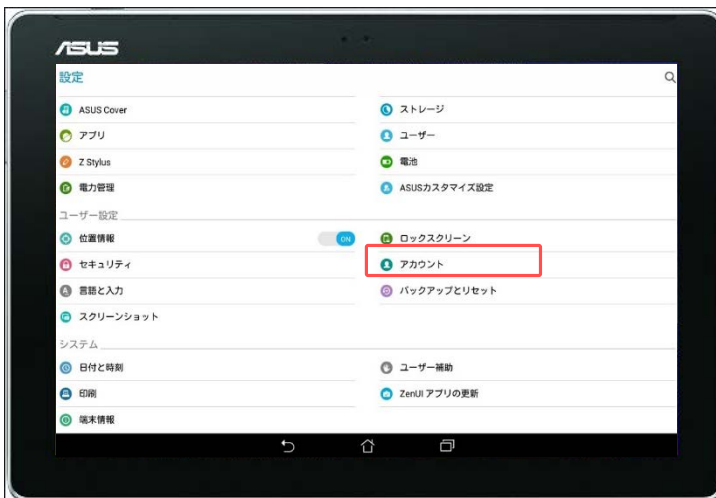 ASUS
設定
ASUS Cover
ストレージ
アプリ
ユーザー
Z Stylus
電池
電力管理
ASUSカスタマイズ設定
ユーザー設定
位置情報 ON
ロックスクリーン
セキュリティ
アカウント
言語と入力
バックアップとリセット
スクリーンショット
システム
日付と時刻
ユーザー補助
印刷
ZenUI アプリの更新
端末情報